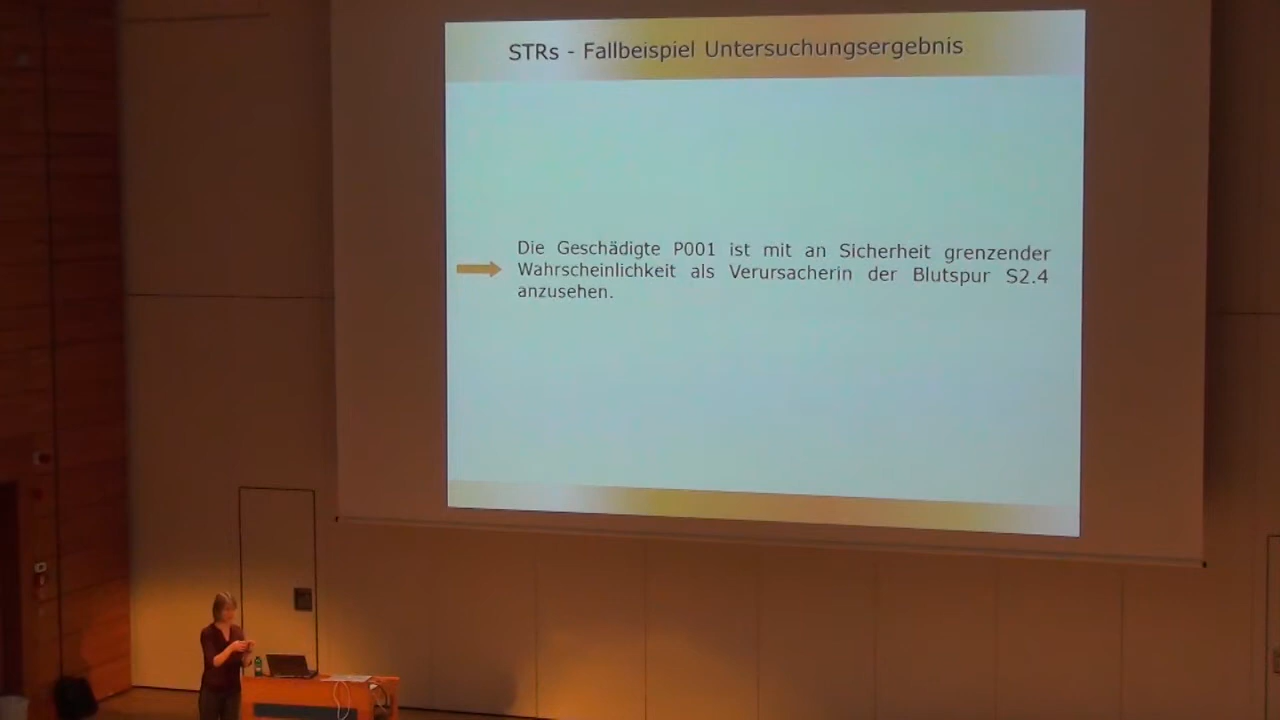 STRs - Fallbeispiel Untersuchungsergebnis
Die Geschädigte P001 ist mit an Sicherheit grenzender
Wahrscheinlichkeit als Verursacherin der Blutspur S2.4
anzusehen.